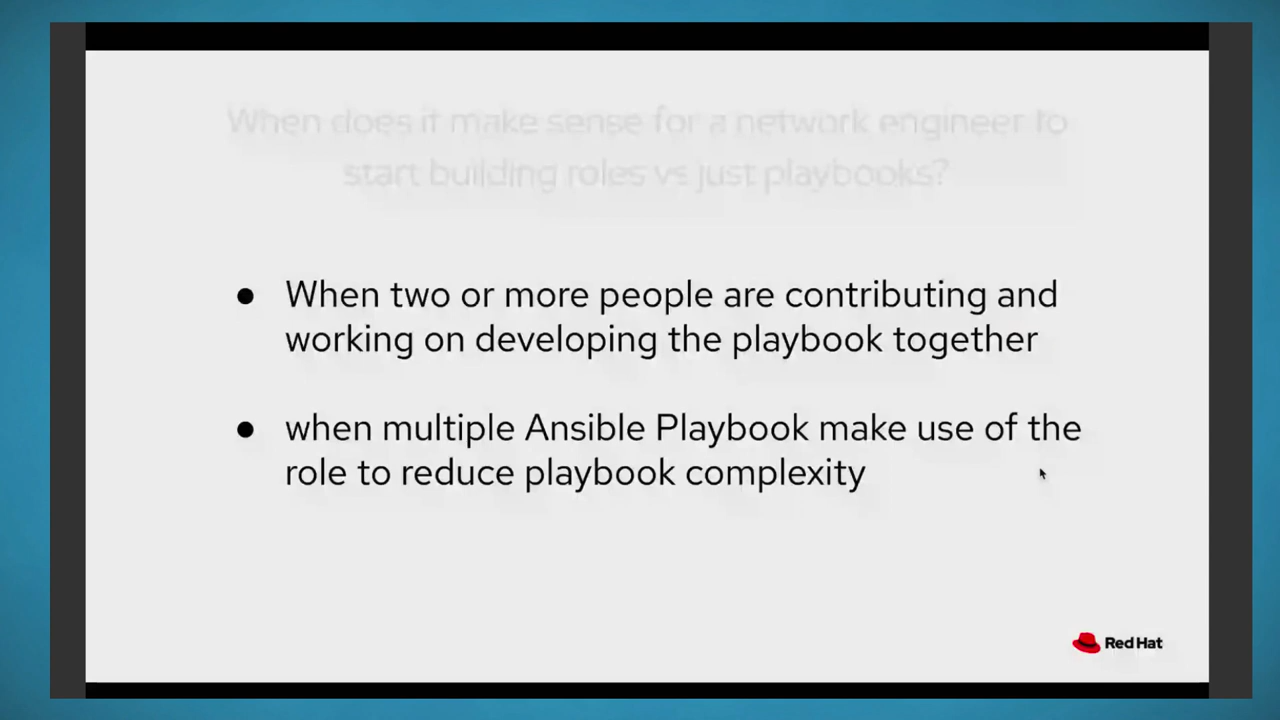 When does it make sense for a network engineer to
start building roles vs just playbooks?
● When two or more people are contributing and
working on developing the playbook together
● when multiple Ansible Playbook make use of the
role to reduce playbook complexity
Red Hat